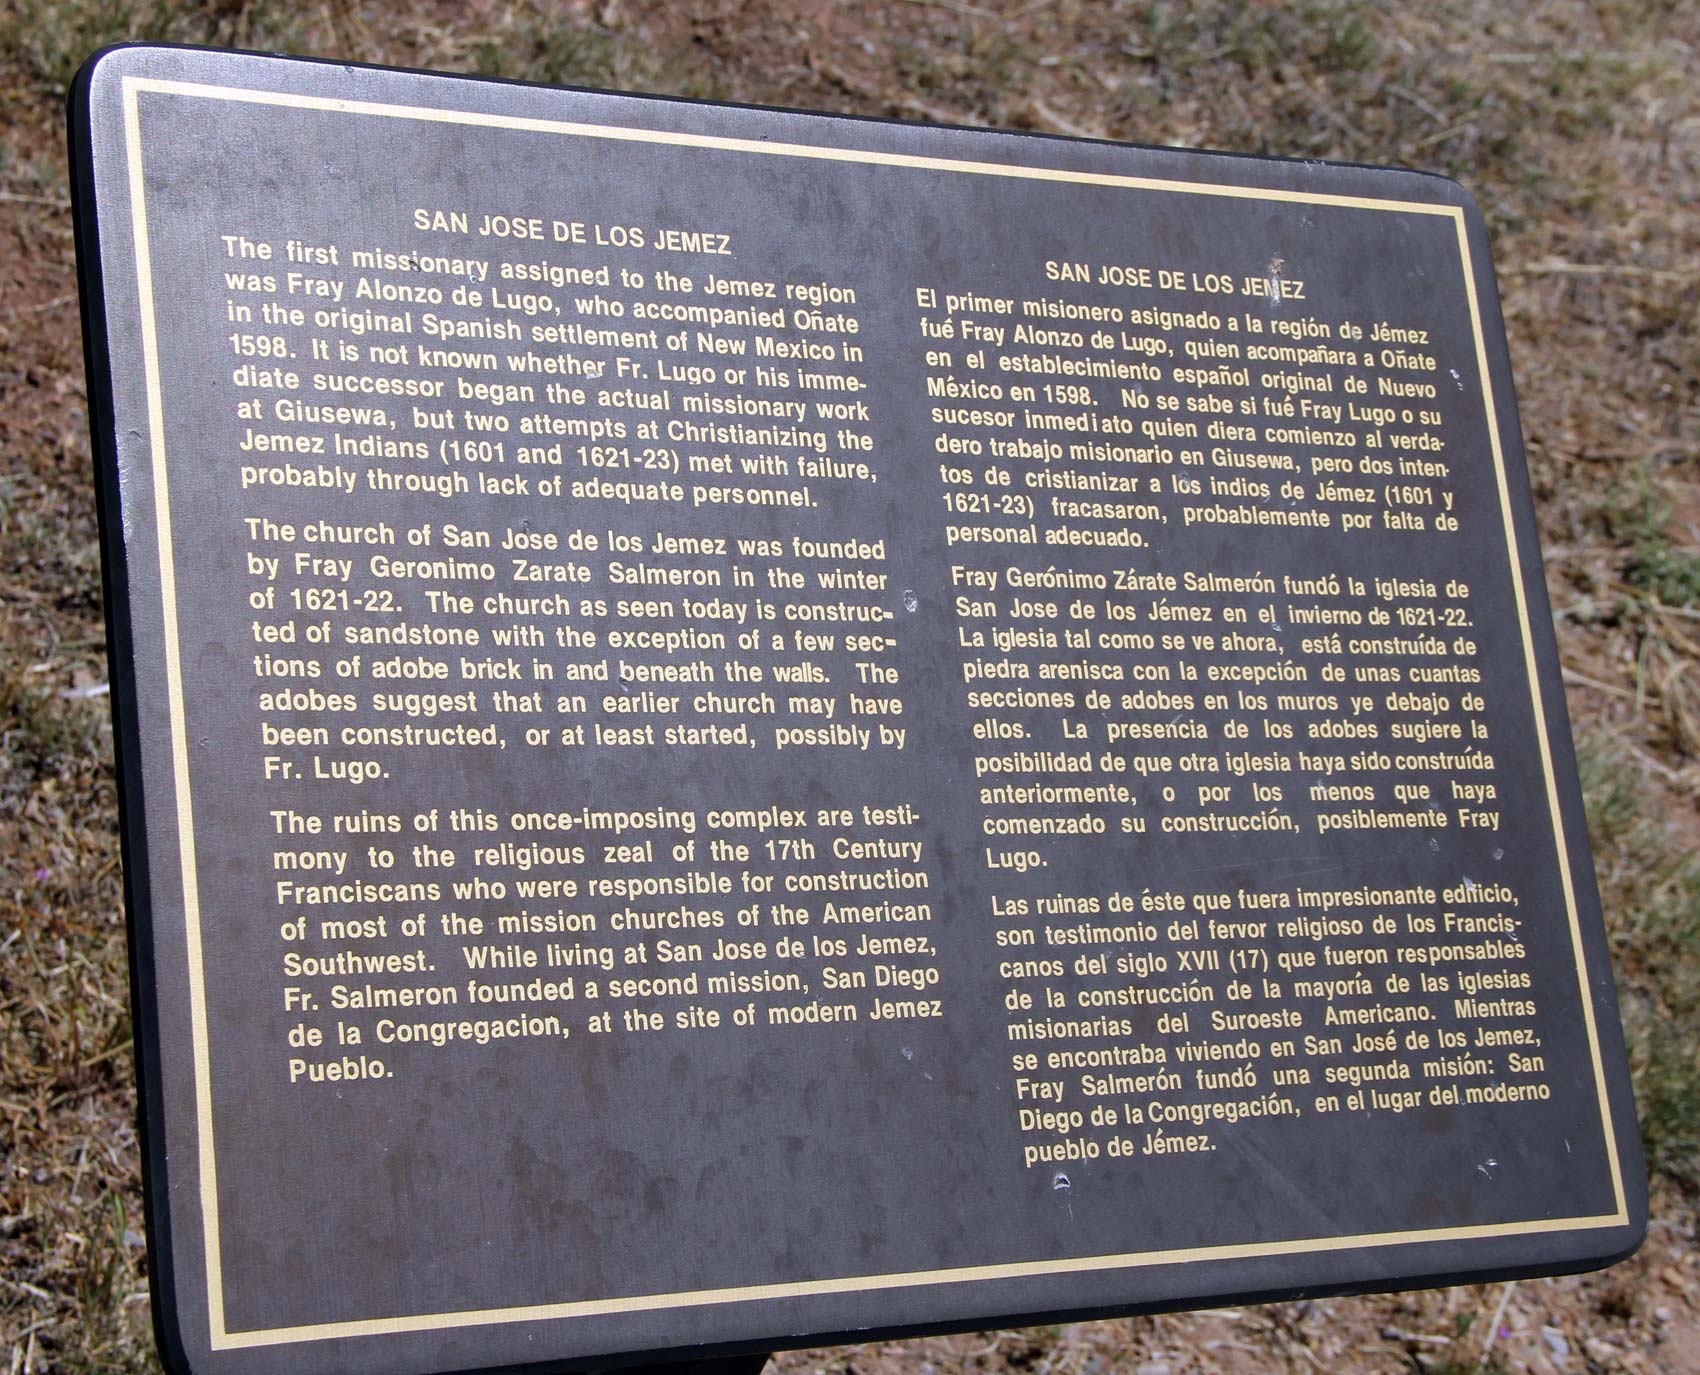 SAN JOSE DE LOS JEMEZ
The first missionary assigned to the Jemez region
was Fray Alonzo de Lugo, who accompanied Oñate
in the original Spanish settlement of New Mexico in
1598. It is not known whether Fr. Lugo or his imme-
diate successor began the actual missionary work
at Giusewa, but two attempts at Christianizing the
Jemez Indians (1601 and 1621-23) met with failure,
probably through lack of adequate personnel.
The church of San Jose de los Jemez was founded
by Fray Geronimo Zarate Salmeron in the winter
of 1621-22. The church as seen today is construc-
ted of sandstone with the exception of a few sec-
tions of adobe brick in and beneath the walls. The
adobes suggest that an earlier church may have
been constructed, or at least started, possibly by
Fr. Lugo.
The ruins of this once-imposing complex are testi-
mony to the religious zeal of the 17th Century
Franciscans who were responsible for construction
of most of the mission churches of the American
Southwest. While living at San Jose de los Jemez,
Fr. Salmeron founded a second mission, San Diego
de la Congregacion, at the site of modern Jemez
Pueblo.
SAN JOSE DE LOS JEMEZ
El primer misionero asignado a la región de Jémez
fué Fray Alonzo de Lugo, quien acompañara a Oñate
en el establecimiento español original de Nuevo
México en 1598. No se sabe si fué Fray Lugo o su
sucesor inmediato quien diera comienzo al verda-
dero trabajo misionario en Giusewa, pero dos inten-
tos de cristianizar a los indios de Jémez (1601 y
1621-23) fracasaron, probablemente por falta de
personal adecuado.
Fray Gerónimo Zárate Salmerón fundó la iglesia de
San Jose de los Jémez en el invierno de 1621-22.
La iglesia tal como se ve ahora, está construída de
piedra arenisca con la excepción de unas cuantas
secciones de adobes en los muros ye debajo de
ellos. La presencia de los adobes sugiere la
posibilidad de que otra iglesia haya sido construída
anteriormente, o por los menos que haya
comenzado su construcción, posiblemente Fray
Lugo.
Las ruinas de éste que fuera impresionante edificio,
son testimonio del fervor religioso de los Francis-
canos del siglo XVII (17) que fueron responsables
de la construcción de la mayoría de las iglesias
misionarias del Suroeste Americano. Mientras
se encontraba viviendo en San José de los Jemez,
Fray Salmerón fundó una segunda misión: San
Diego de la Congregación, en el lugar del moderno
pueblo de Jémez.